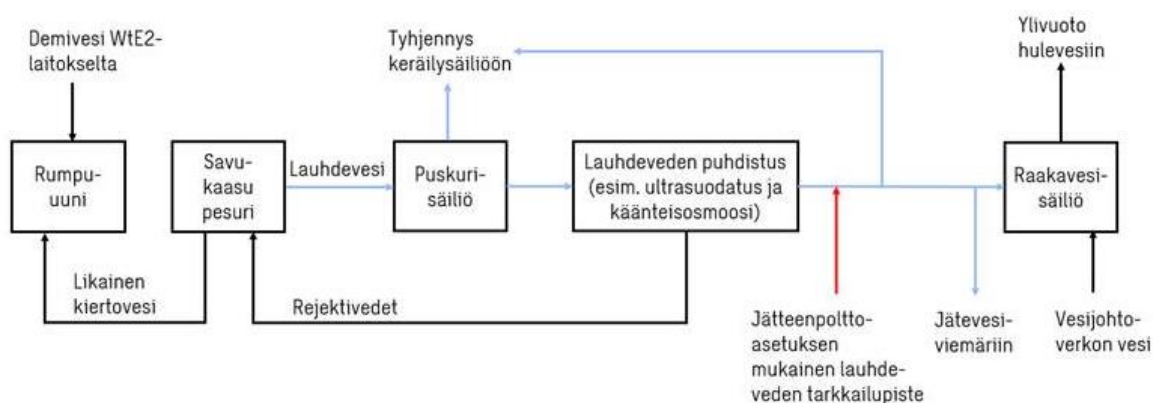 Demivesi WtE2-
laitokselta
Tyhjennys
keräilysäiliöön
Ylivuoto
hulevesiin
Rumpu-
uuni
Savu-
kaasu
pesuri
Lauhdevesi
Puskuri-
säiliö
Lauhdeveden puhdistus
(esim. ultrasuodatus ja
käänteisosmoosi)
Raakavesi-
säiliö
Likainen
kiertovesi
Rejektivedet
Jätteenpoltto-
asetuksen
mukainen lauhde-
veden tarkkailupiste
Jätevesi-
viemäriin
Vesijohto-
verkon vesi